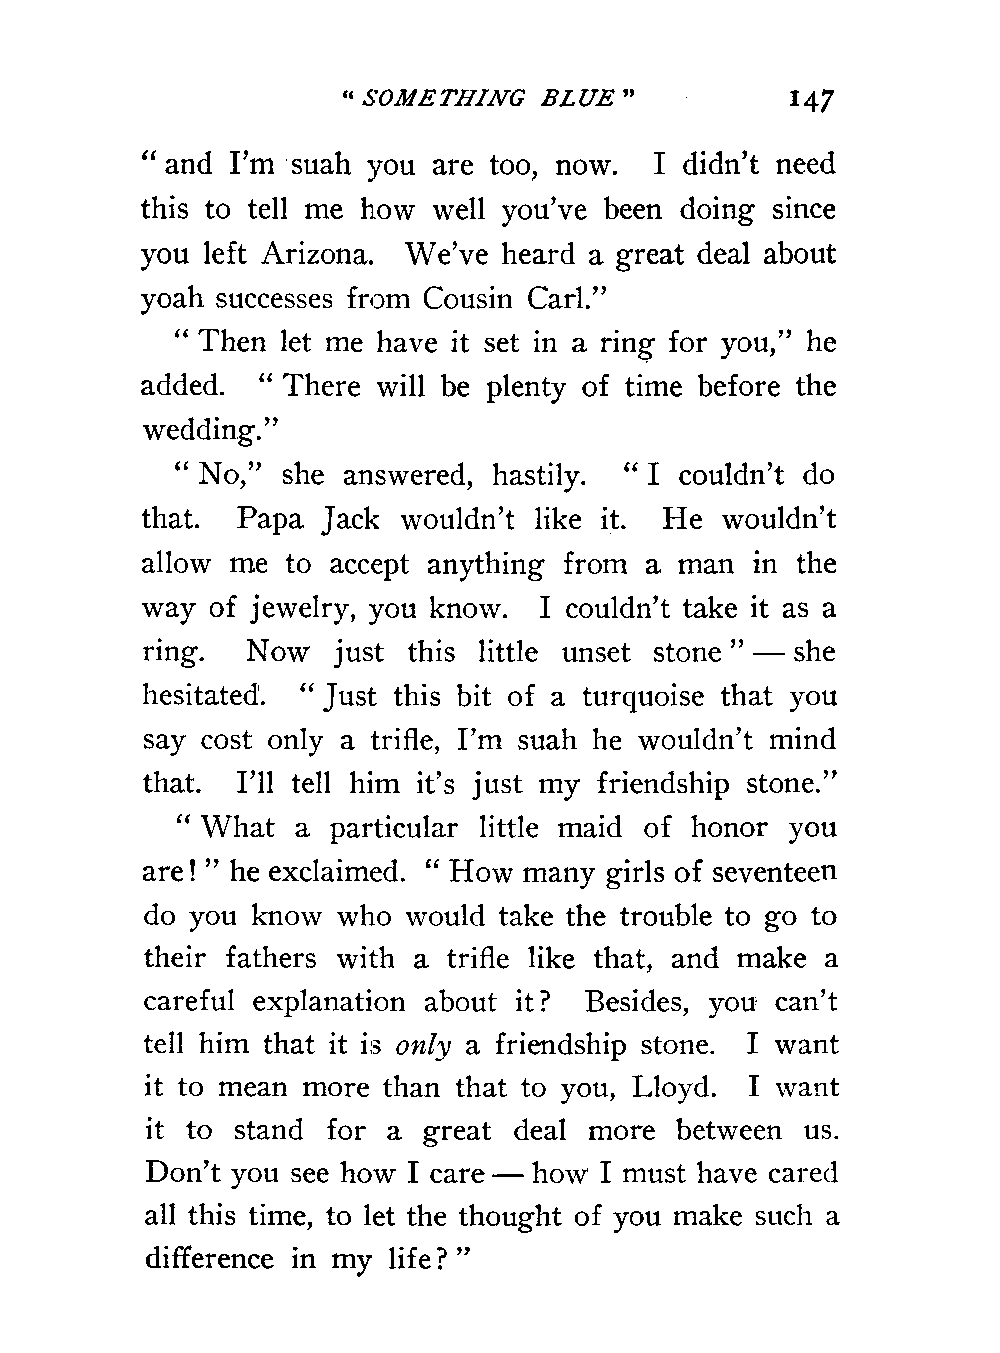 " SOMETHING BLUE " 147
" and I'm suah you are too, now. I didn't need
this to tell me how well you've been doing since
you left Arizona. We've heard a great deal about
yoah successes from Cousin Carl."
" Then let me have it set in a ring for you," he
added. " There will be plenty of time before the
wedding."
" No," she answered, hastily. " I couldn't do
that. Papa Jack wouldn't like it. He wouldn't
allow me to accept anything from a man in the
way of jewelry, you know. I couldn't take it as a
ring. Now just this little unset stone " — she
hesitated. " Just this bit of a turquoise that you
say cost only a trifle, I'm suah he wouldn't mind
that. I'll tell him it's just my friendship stone."
" What a particular little maid of honor you
are! " he exclaimed. " How many girls of seventeen
do you know who would take the trouble to go to
their fathers with a trifle like that, and make a
careful explanation about it? Besides, you can't
tell him that it is only a friendship stone. I want
it to mean more than that to you, Lloyd. I want
it to stand for a great deal more between us.
Don't you see how I care — how I must have cared
all this time, to let the thought of you make such a
difference in my life? "